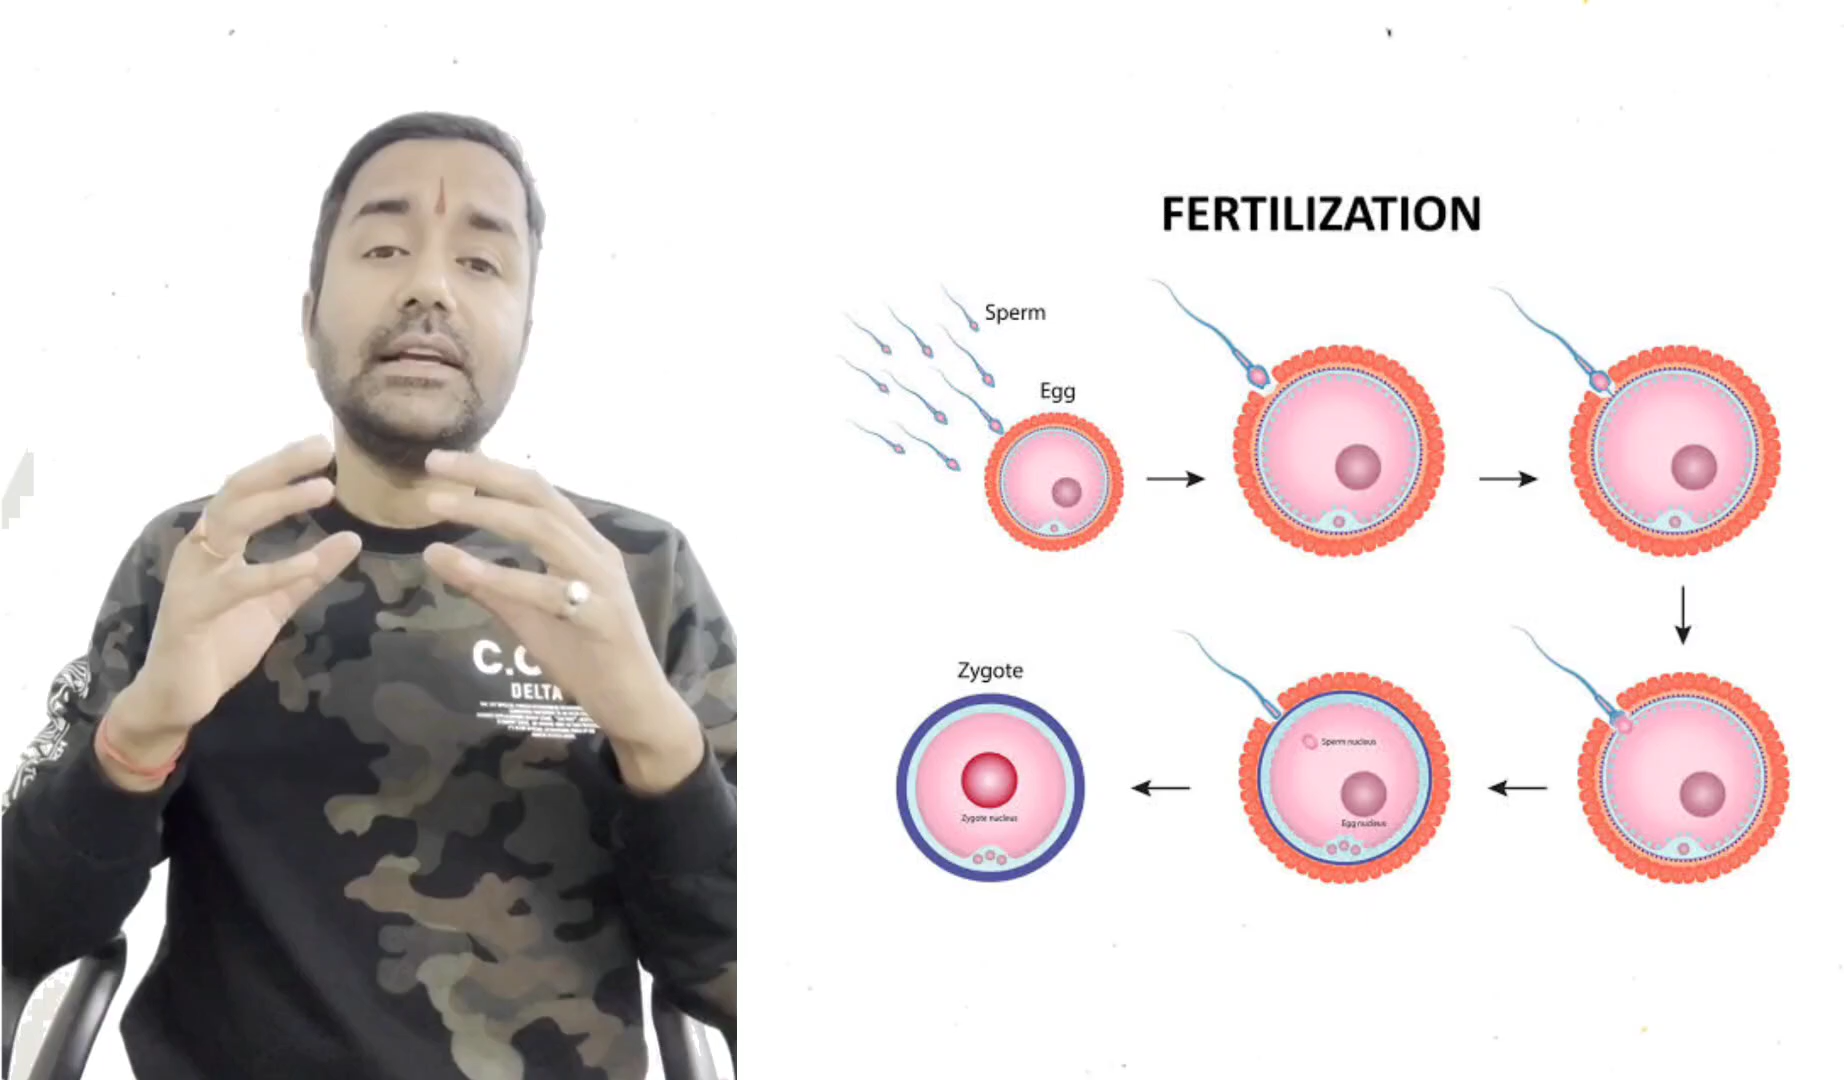 FERTILIZATION
Sperm
Egg
Zygote
Zygote nucleus
Sperm nucleus
Egg nucleus
DELTA